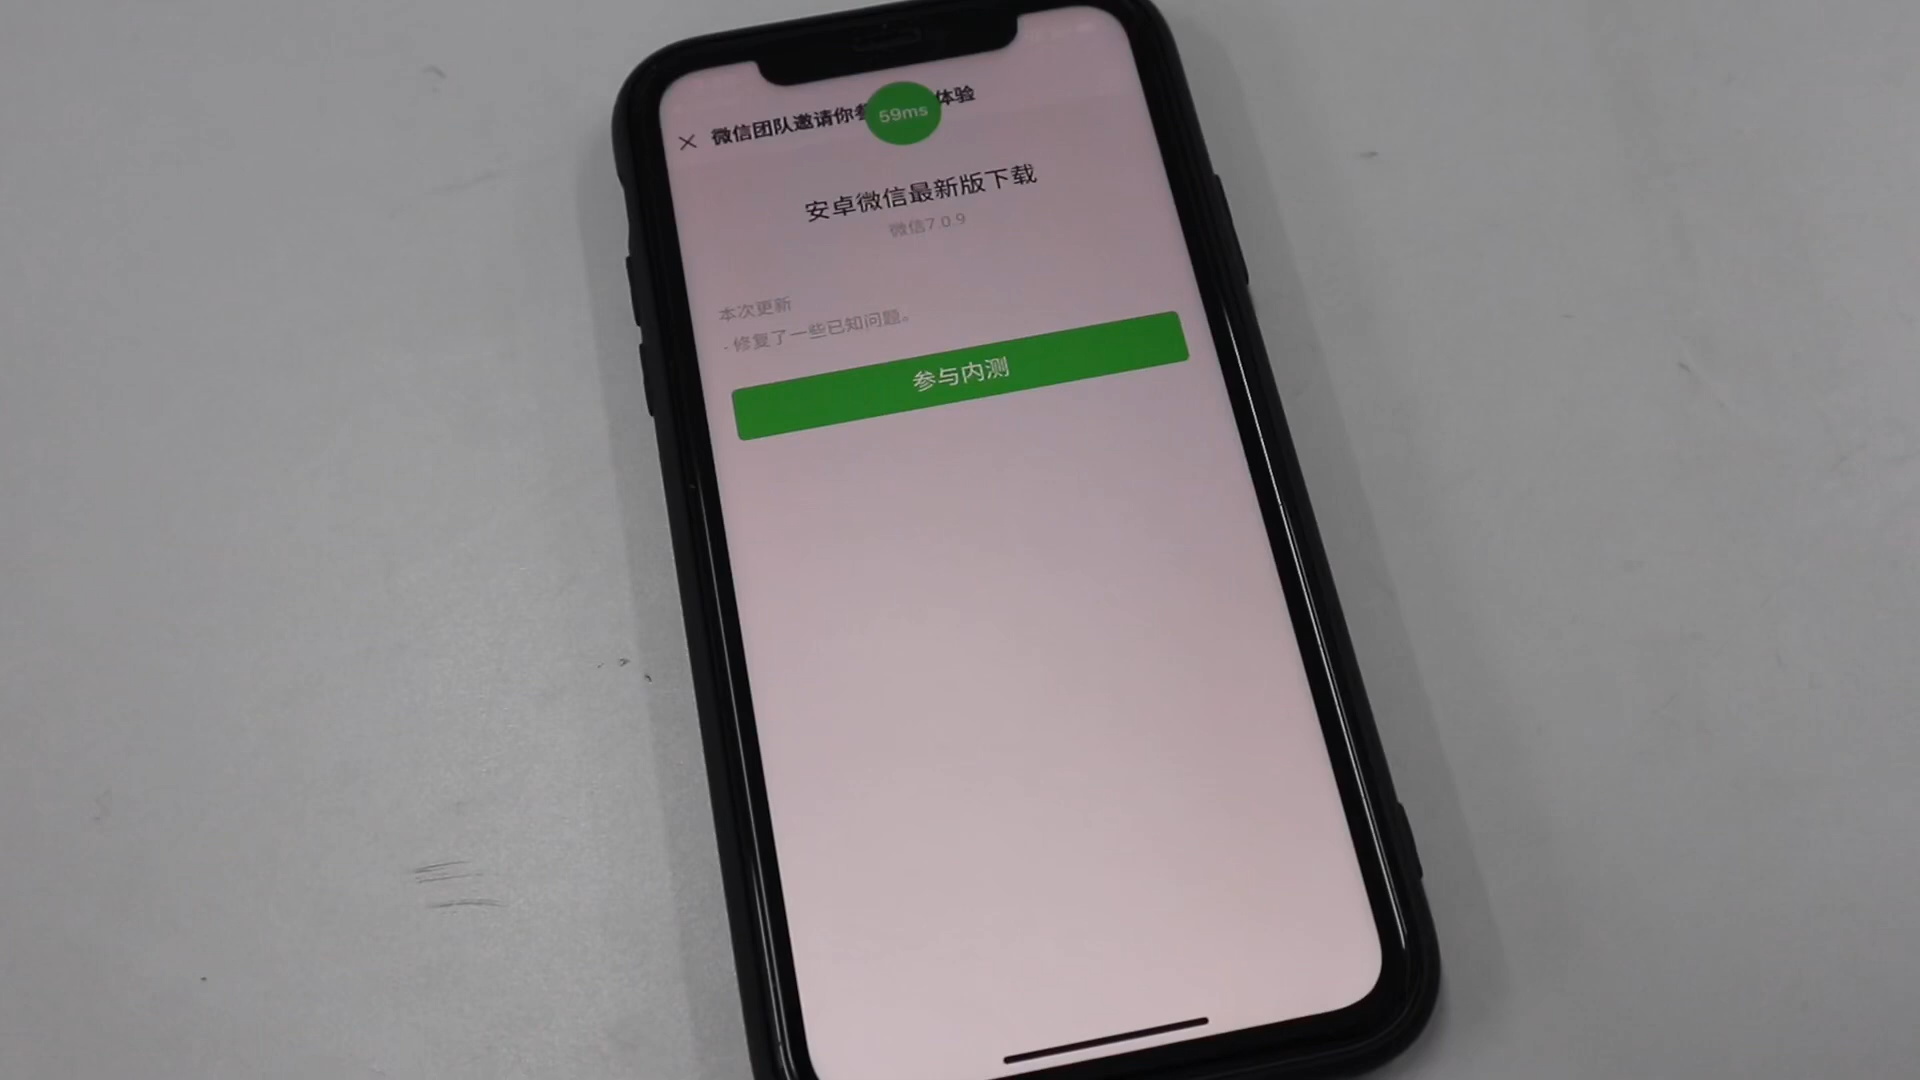 微信团队邀请你参 体验
59ms
安卓微信最新版下载
微信7.0.9
本次更新
- 修复了一些已知问题。
参与内测